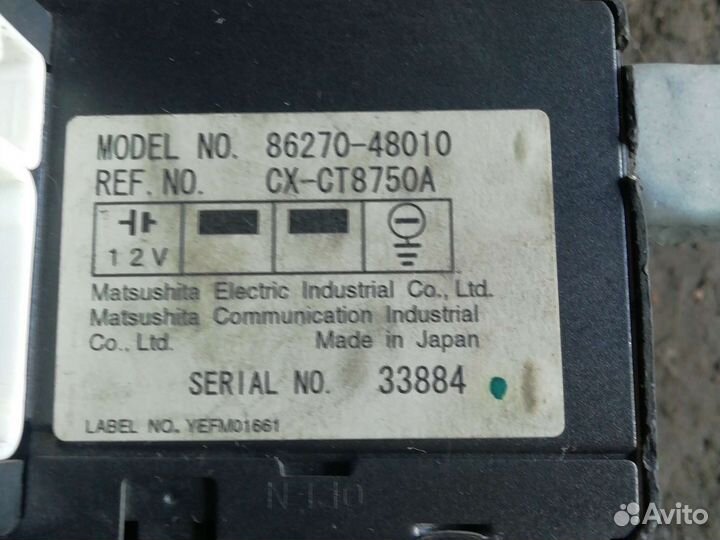 MODEL NO. 86270-48010
REF. NO. CX-CT8750A
12V
Matsushita Electric Industrial Co., Ltd.
Matsushita Communication Industrial
Co., Ltd. Made in Japan
SERIAL NO. 33884
LABEL NO. YEFM01661
OPEN
Avito